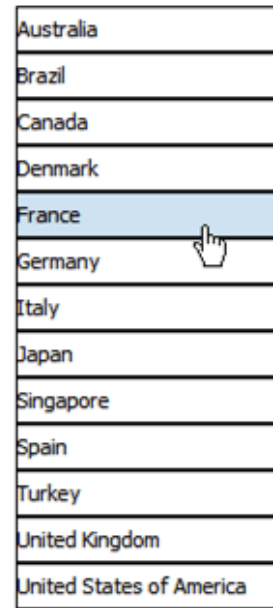 Australia
Brazil
Canada
Denmark
France
Germany
Italy
Japan
Singapore
Spain
Turkey
United Kingdom
United States of America